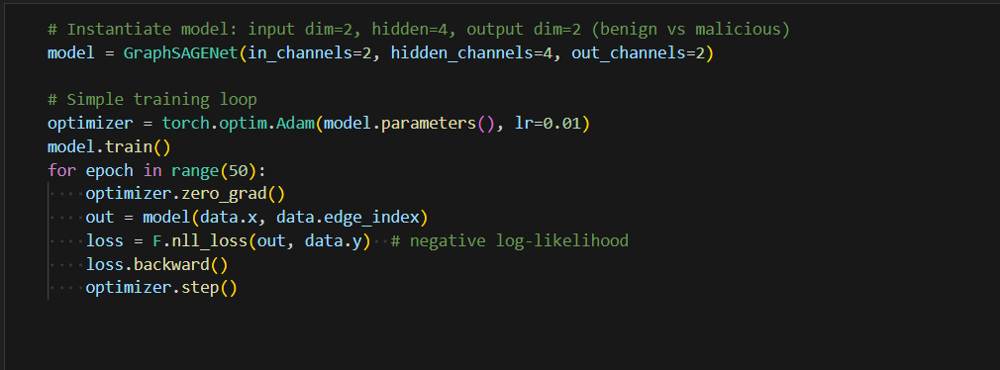 # Instantiate model: input dim=2, hidden=4, output dim=2 (benign vs malicious)
model = GraphSAGENet(in_channels=2, hidden_channels=4, out_channels=2)

# Simple training loop
optimizer = torch.optim.Adam(model.parameters(), lr=0.01)
model.train()
for epoch in range(50):
    optimizer.zero_grad()
    out = model(data.x, data.edge_index)
    loss = F.nll_loss(out, data.y)  # negative log-likelihood
    loss.backward()
    optimizer.step()